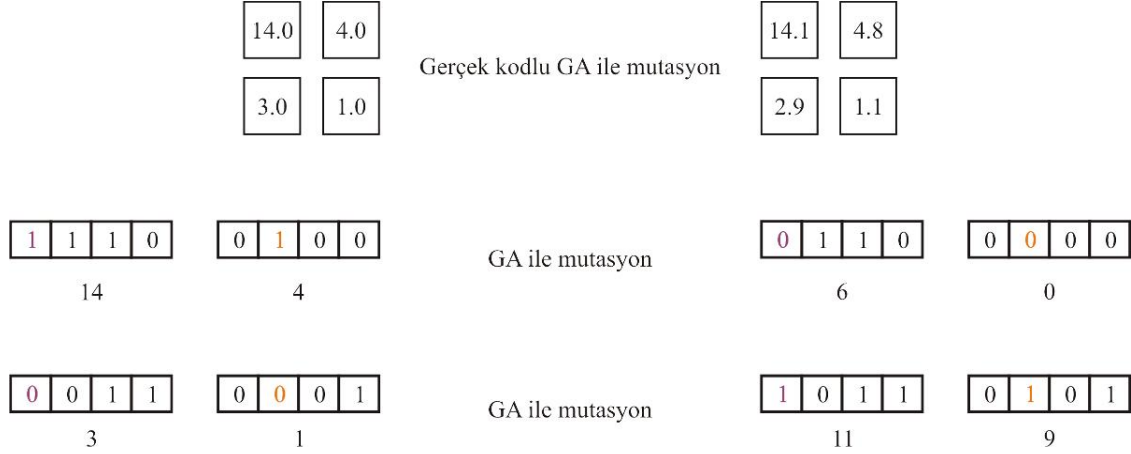 14.0 4.0 14.1 4.8
Gerçek kodlu GA ile mutasyon
3.0 1.0 2.9 1.1
1 1 1 0 0 1 0 0 0 1 1 0 0 0 0 0
GA ile mutasyon
14 4 6 0
0 0 1 1 0 0 0 1 1 0 1 1 0 1 0 1
GA ile mutasyon
3 1 11 9